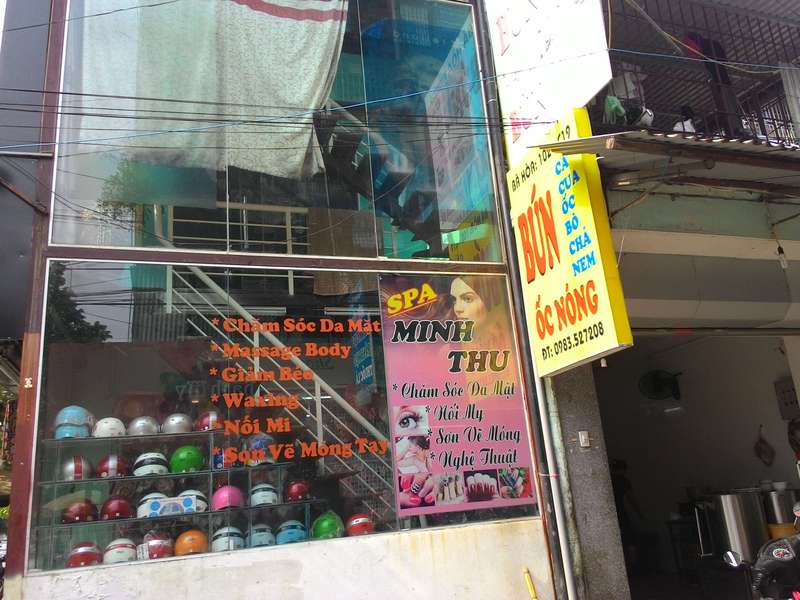 * Chăm Sóc Da Mặt
* Massage Body
* Giảm Béo
* Waxing
* Nối Mi
* Sơn Vẽ Móng Tay
SPA
MINH
THU
* Chăm Sóc Da Mặt
* Nối My
* Sơn Vẽ Móng
* Nghệ Thuật
BÀ HÒA:
BÚN
CÁ
CUA
ỐC
BÒ
CHẢ
NEM
ỐC NÓNG
ĐT: 0983.527208